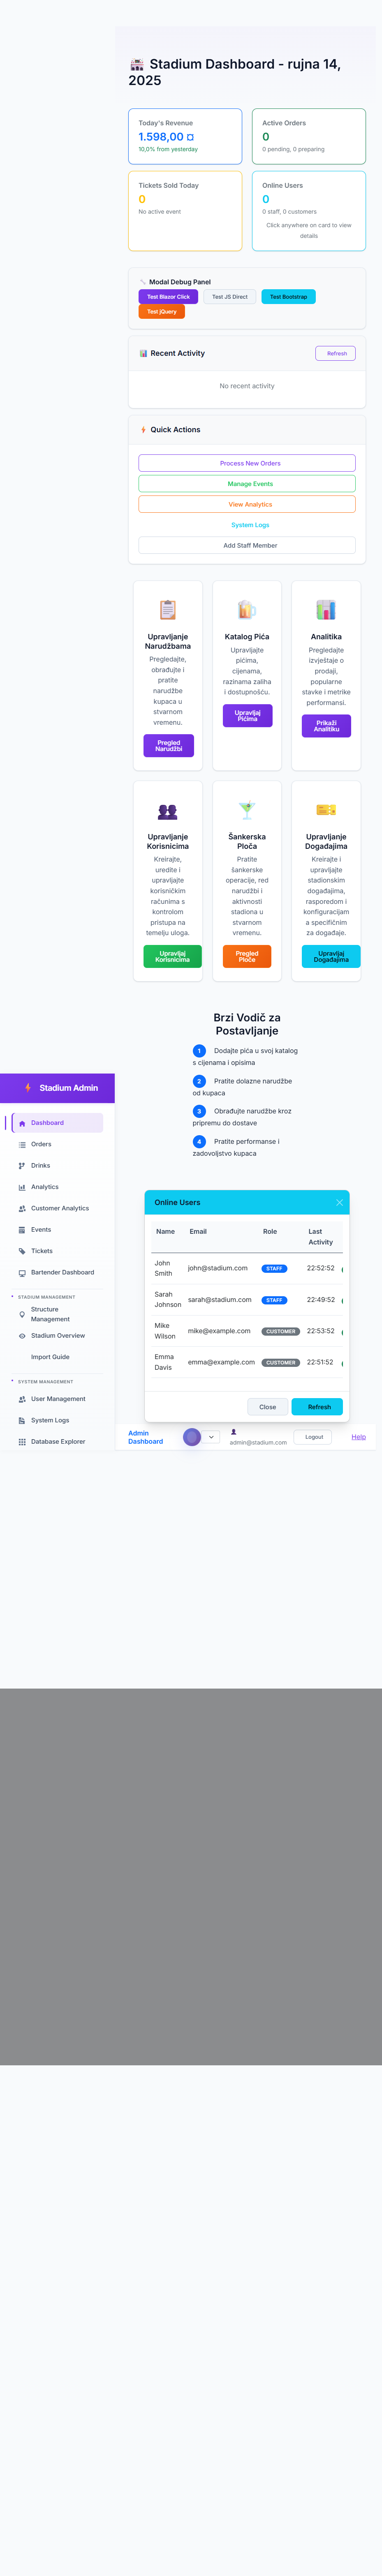 Stadium Dashboard - rujna 14,
2025
Today's Revenue
1.598,00 ¤
10,0% from yesterday
Active Orders
0
0 pending, 0 preparing
Tickets Sold Today
0
No active event
Online Users
0
0 staff, 0 customers
Click anywhere on card to view
details
Modal Debug Panel
Test Blazor Click
Test JS Direct
Test Bootstrap
Test jQuery
Recent Activity
Refresh
No recent activity
Quick Actions
Process New Orders
Manage Events
View Analytics
System Logs
Add Staff Member
Upravljanje
Narudžbama
Pregledajte,
obrađujte i
pratite
narudžbe
kupaca u
stvarnom
vremenu.
Pregled
Narudžbi
Katalog Pića
Upravljajte
pićima,
cijenama,
razinama zaliha
i dostupnošću.
Upravljaj
Pićima
Analitika
Pregledajte
izvještaje o
prodaji,
popularne
stavke i metrike
performansi.
Prikaži
Analitiku
Upravljanje
Korisnicima
Kreirajte,
uredite i
upravljajte
korisničkim
računima s
kontrolom
pristupa na
temelju uloga.
Upravljaj
Korisnicima
Šankerska
Ploča
Pratite
šankerske
operacije, red
narudžbi i
aktivnosti
stadiona u
stvarnom
vremenu.
Pregled
Ploče
Upravljanje
Događajima
Kreirajte i
upravljajte
stadionskim
događajima,
rasporedom i
konfiguracijam
a specifičnim
za događaje.
Upravljaj
Događajima
Brzi Vodič za
Postavljanje
1 Dodajte pića u svoj katalog
s cijenama i opisima
2 Pratite dolazne narudžbe
od kupaca
3 Obrađujte narudžbe kroz
pripremu do dostave
4 Pratite performanse i
zadovoljstvo kupaca
Stadium Admin
Dashboard
Orders
Drinks
Analytics
Customer Analytics
Events
Tickets
Bartender Dashboard
STADIUM MANAGEMENT
Structure
Management
Stadium Overview
Import Guide
SYSTEM MANAGEMENT
User Management
System Logs
Database Explorer
Online Users
Name Email Role Last
Activity
John
Smith john@stadium.com STAFF 22:52:52
Sarah
Johnson sarah@stadium.com STAFF 22:49:52
Mike
Wilson mike@example.com CUSTOMER 22:53:52
Emma
Davis emma@example.com CUSTOMER 22:51:52
Close
Refresh
Admin
Dashboard
admin@stadium.com
Logout
Help